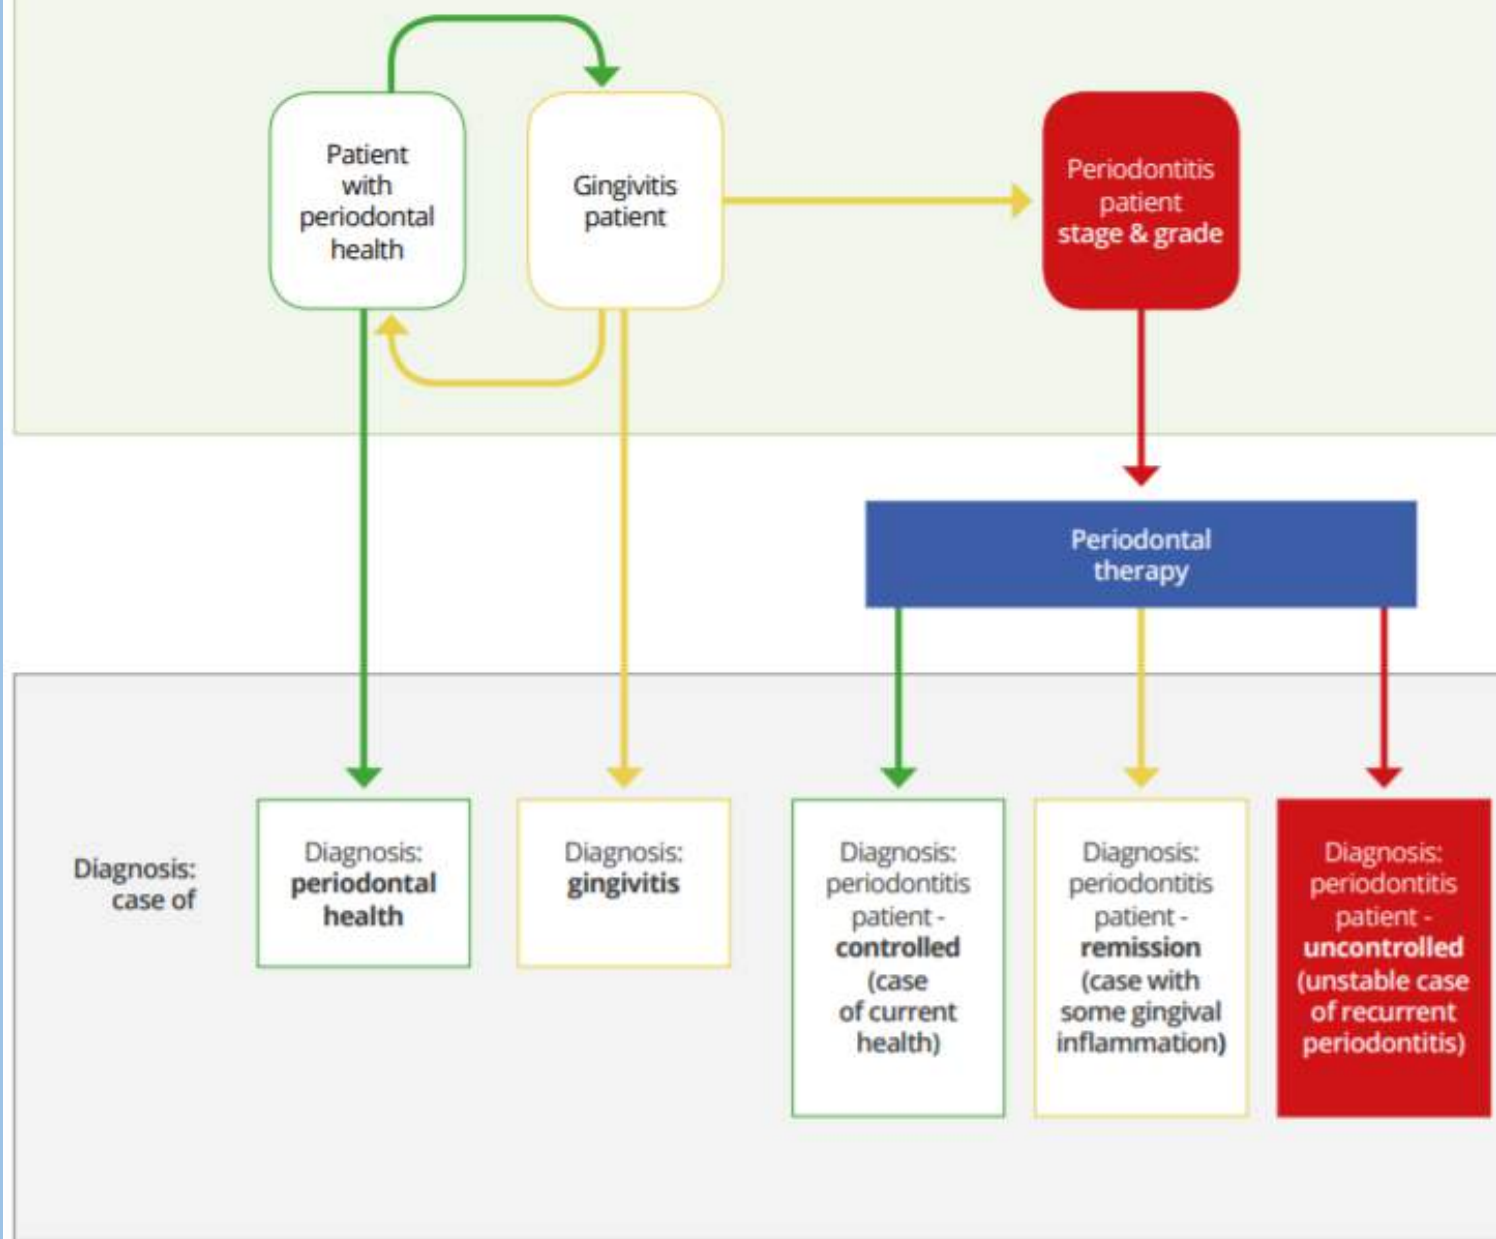 Patient
with
periodontal
health
Gingivitis
patient
Periodontitis
patient
stage & grade
Periodontal
therapy
Diagnosis:
case of
Diagnosis:
periodontal
health
Diagnosis:
gingivitis
Diagnosis:
periodontitis
patient -
controlled
(case
of current
health)
Diagnosis:
periodontitis
patient -
remission
(case with
some gingival
inflammation)
Diagnosis:
periodontitis
patient -
uncontrolled
(unstable case
of recurrent
periodontitis)